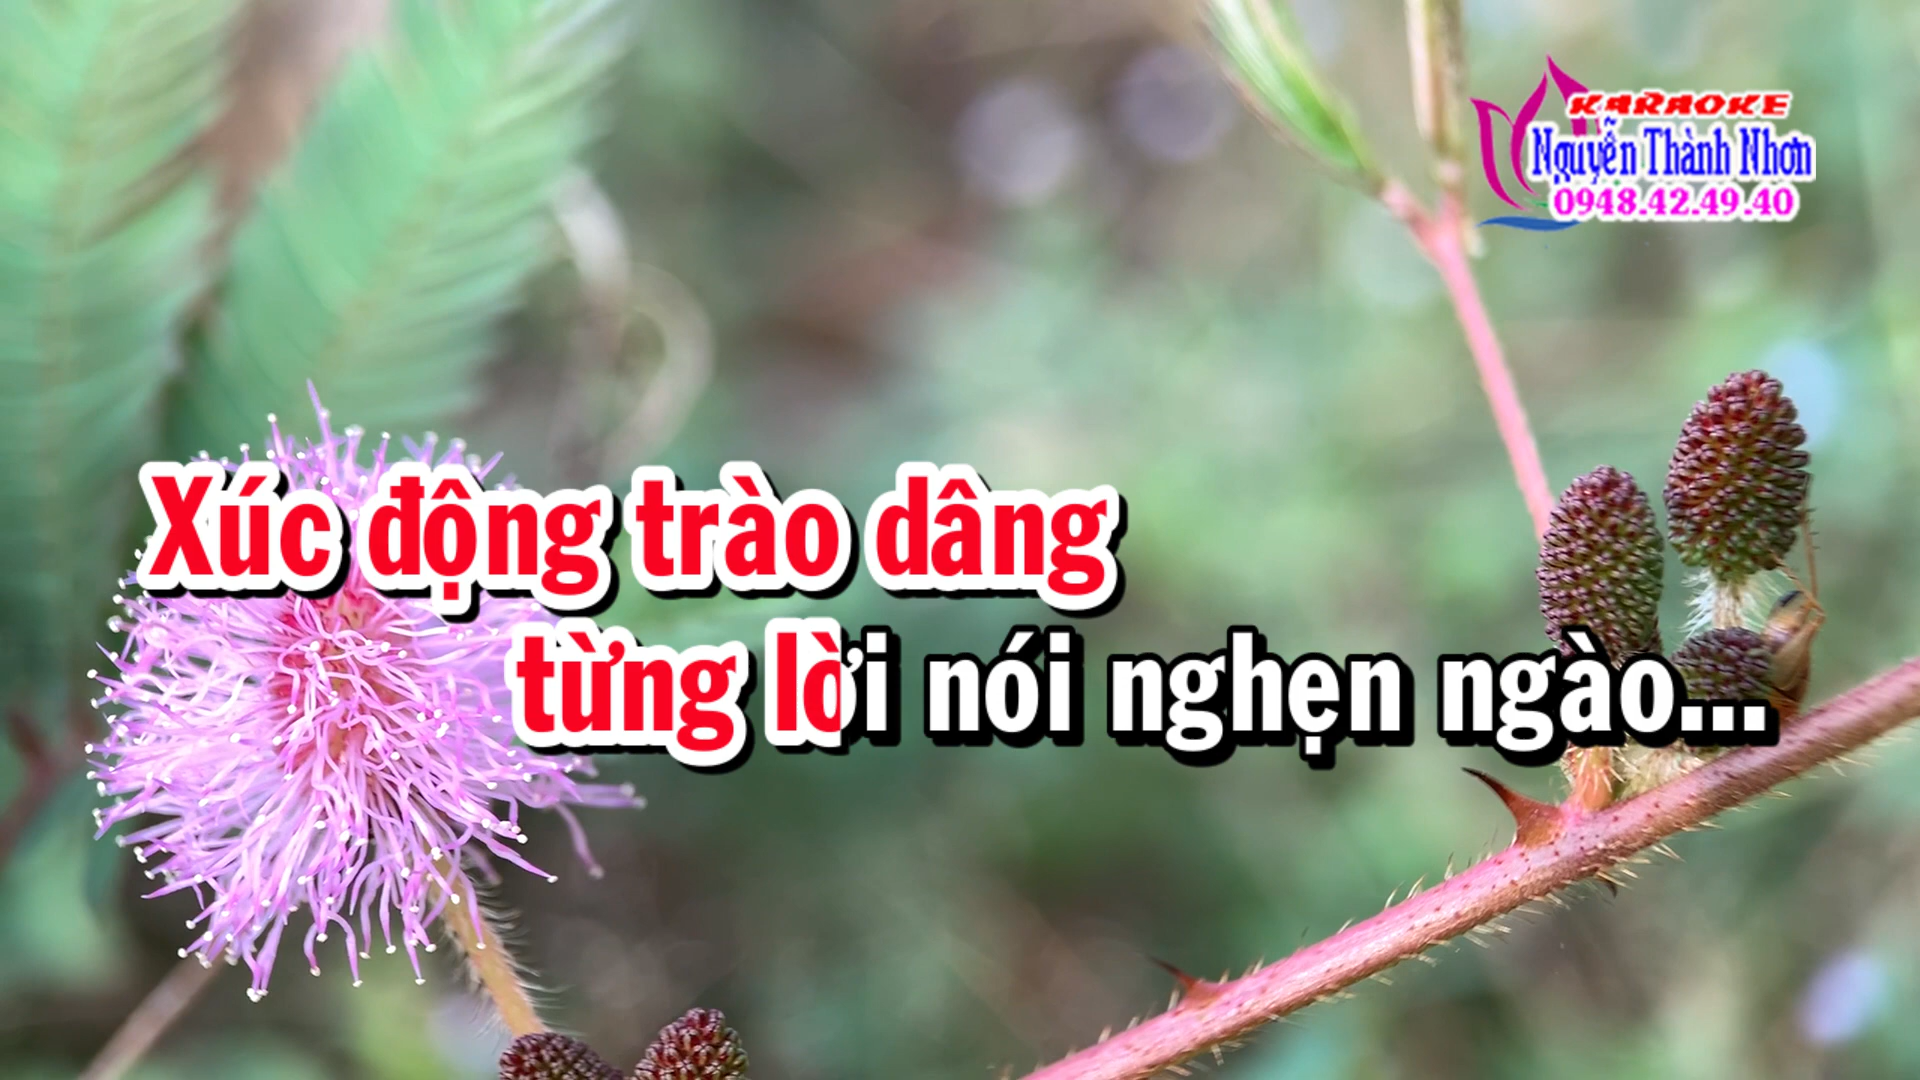 KARAOKE
Nguyễn Thành Nhơn
0948.42.49.40
Xúc động trào dâng
từng lời nói nghẹn ngào...